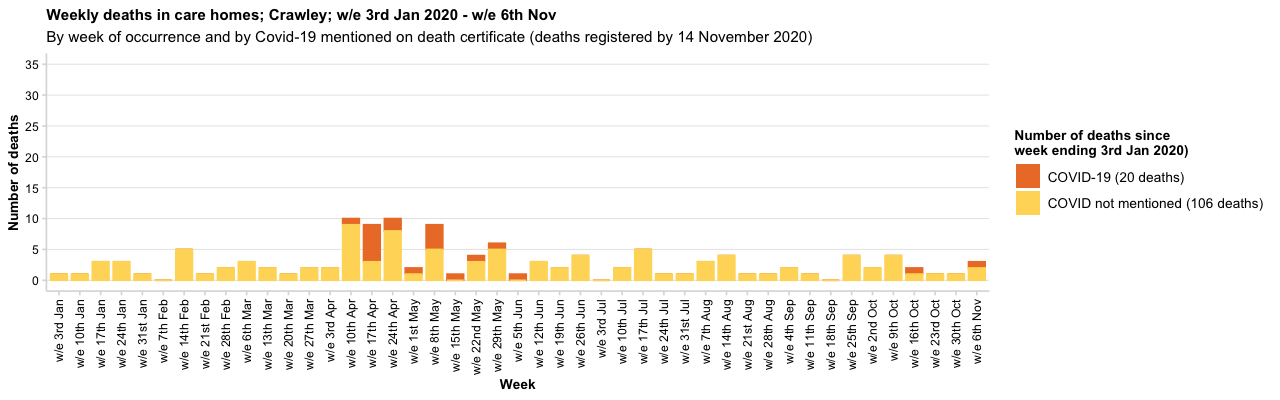 Weekly deaths in care homes; Crawley; w/e 3rd Jan 2020 - w/e 6th Nov
By week of occurrence and by Covid-19 mentioned on death certificate (deaths registered by 14 November 2020)
35
30
25
20
15
10
5
0
Number of deaths
w/e 3rd Jan
w/e 10th Jan
w/e 17th Jan
w/e 24th Jan
w/e 31st Jan
w/e 7th Feb
w/e 14th Feb
w/e 21st Feb
w/e 28th Feb
w/e 6th Mar
w/e 13th Mar
w/e 20th Mar
w/e 27th Mar
w/e 3rd Apr
w/e 10th Apr
w/e 17th Apr
w/e 24th Apr
w/e 1st May
w/e 8th May
w/e 15th May
w/e 22nd May
w/e 29th May
w/e 5th Jun
w/e 12th Jun
w/e 19th Jun
w/e 26th Jun
w/e 3rd Jul
w/e 10th Jul
w/e 17th Jul
w/e 24th Jul
w/e 31st Jul
w/e 7th Aug
w/e 14th Aug
w/e 21st Aug
w/e 28th Aug
w/e 4th Sep
w/e 11th Sep
w/e 18th Sep
w/e 25th Sep
w/e 2nd Oct
w/e 9th Oct
w/e 16th Oct
w/e 23rd Oct
w/e 30th Oct
w/e 6th Nov
Week
Number of deaths since
week ending 3rd Jan 2020)
COVID-19 (20 deaths)
COVID not mentioned (106 deaths)